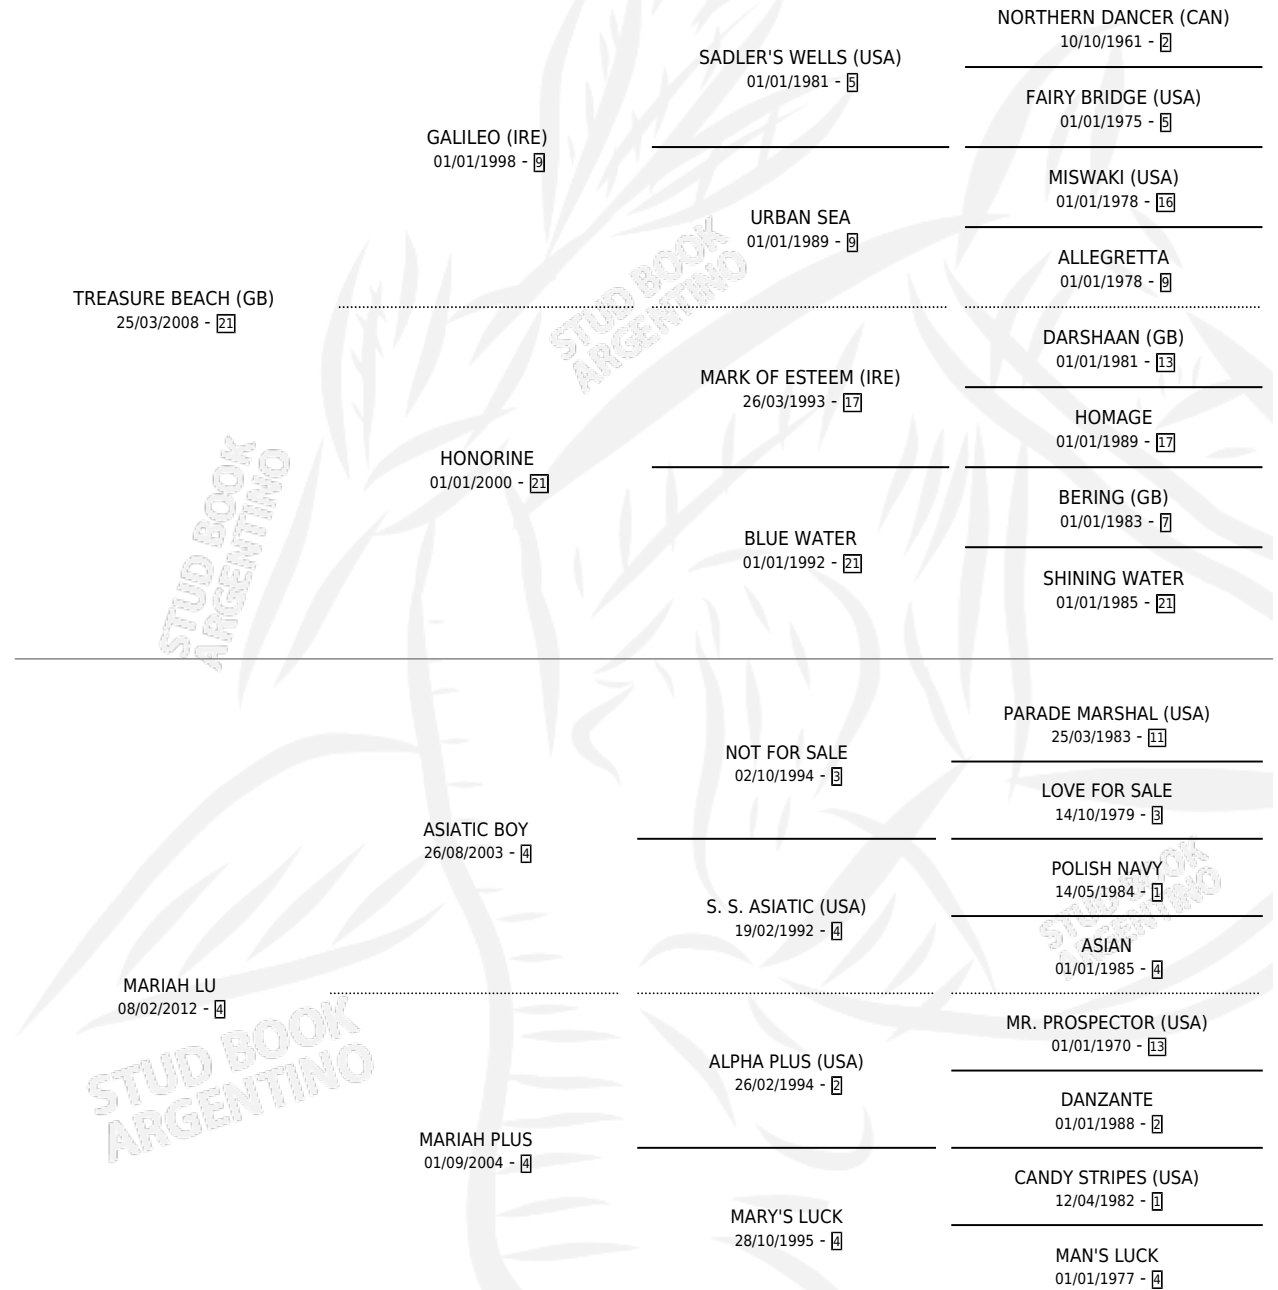 NORTHERN DANCER (CAN)
10/10/1961 - 2
SADLER'S WELLS (USA)
01/01/1981 - 5
FAIRY BRIDGE (USA)
01/01/1975 - 5
GALILEO (IRE)
01/01/1998 - 9
MISWAKI (USA)
01/01/1978 - 16
URBAN SEA
01/01/1989 - 9
ALLEGRETTA
01/01/1978 - 9
TREASURE BEACH (GB)
25/03/2008 - 21
STUD BOOK
ARGENTINO
DARSHAAN (GB)
01/01/1981 - 13
MARK OF ESTEEM (IRE)
26/03/1993 - 17
HOMAGE
01/01/1989 - 17
HONORINE
01/01/2000 - 21
BERING (GB)
01/01/1983 - 7
BLUE WATER
01/01/1992 - 21
SHINING WATER
01/01/1985 - 21
STUD BOOK
ARGENTINO
PARADE MARSHAL (USA)
25/03/1983 - 11
NOT FOR SALE
02/10/1994 - 3
LOVE FOR SALE
14/10/1979 - 3
ASIATIC BOY
26/08/2003 - 4
POLISH NAVY
14/05/1984 - 1
S. S. ASIATIC (USA)
19/02/1992 - 4
ASIAN
01/01/1985 - 4
STUD BOOK
ARGENTINO
MARIAH LU
08/02/2012 - 4
STUD BOOK
ARGENTINO
MR. PROSPECTOR (USA)
01/01/1970 - 13
ALPHA PLUS (USA)
26/02/1994 - 2
DANZANTE
01/01/1988 - 2
MARIAH PLUS
01/09/2004 - 4
CANDY STRIPES (USA)
12/04/1982 - 1
MARY'S LUCK
28/10/1995 - 4
MAN'S LUCK
01/01/1977 - 4